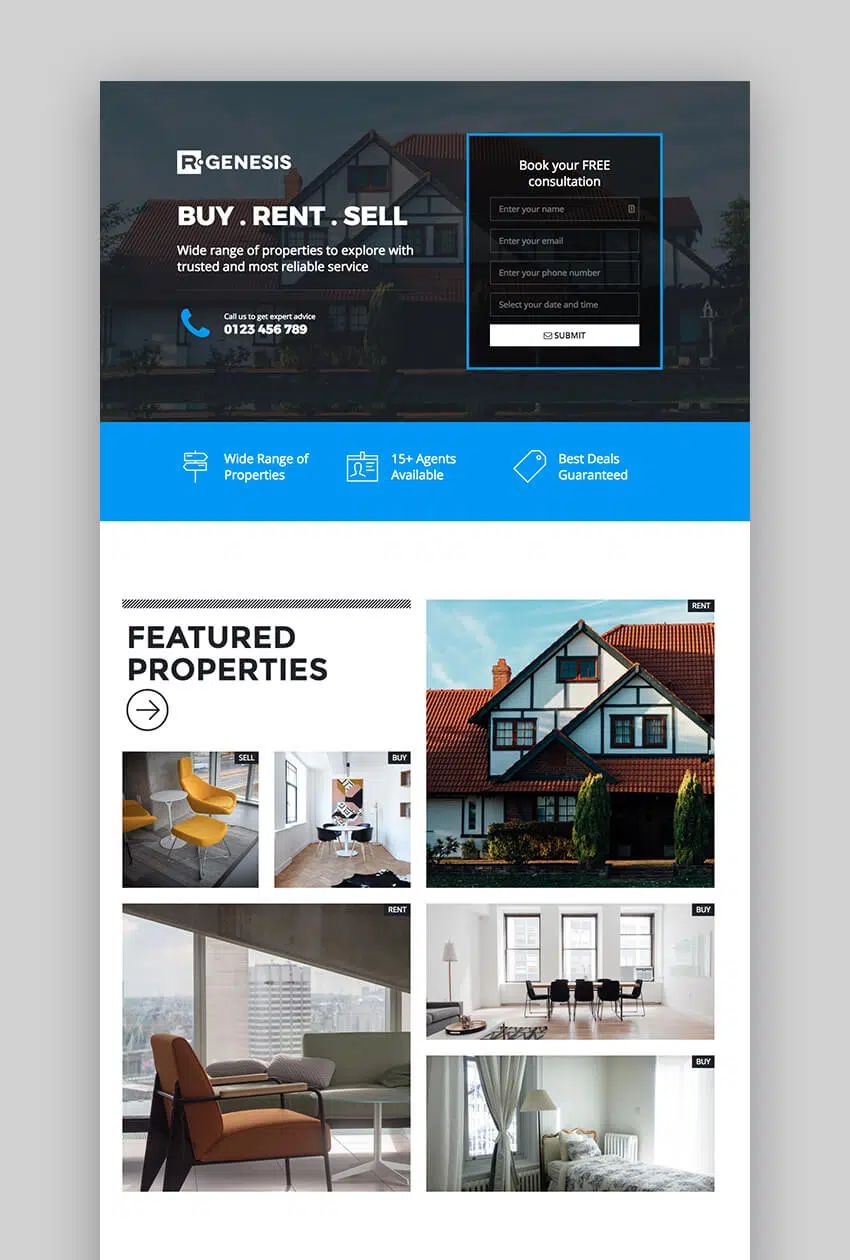 R GENESIS
BUY . RENT . SELL
Wide range of properties to explore with
trusted and most reliable service
Call us to get expert advice
0123 456 789
Book your FREE
consultation
Enter your name
Enter your email
Enter your phone number
Select your date and time
SUBMIT
Wide Range of
Properties
15+ Agents
Available
Best Deals
Guaranteed
FEATURED
PROPERTIES
RENT
SELL
BUY
RENT
BUY
BUY